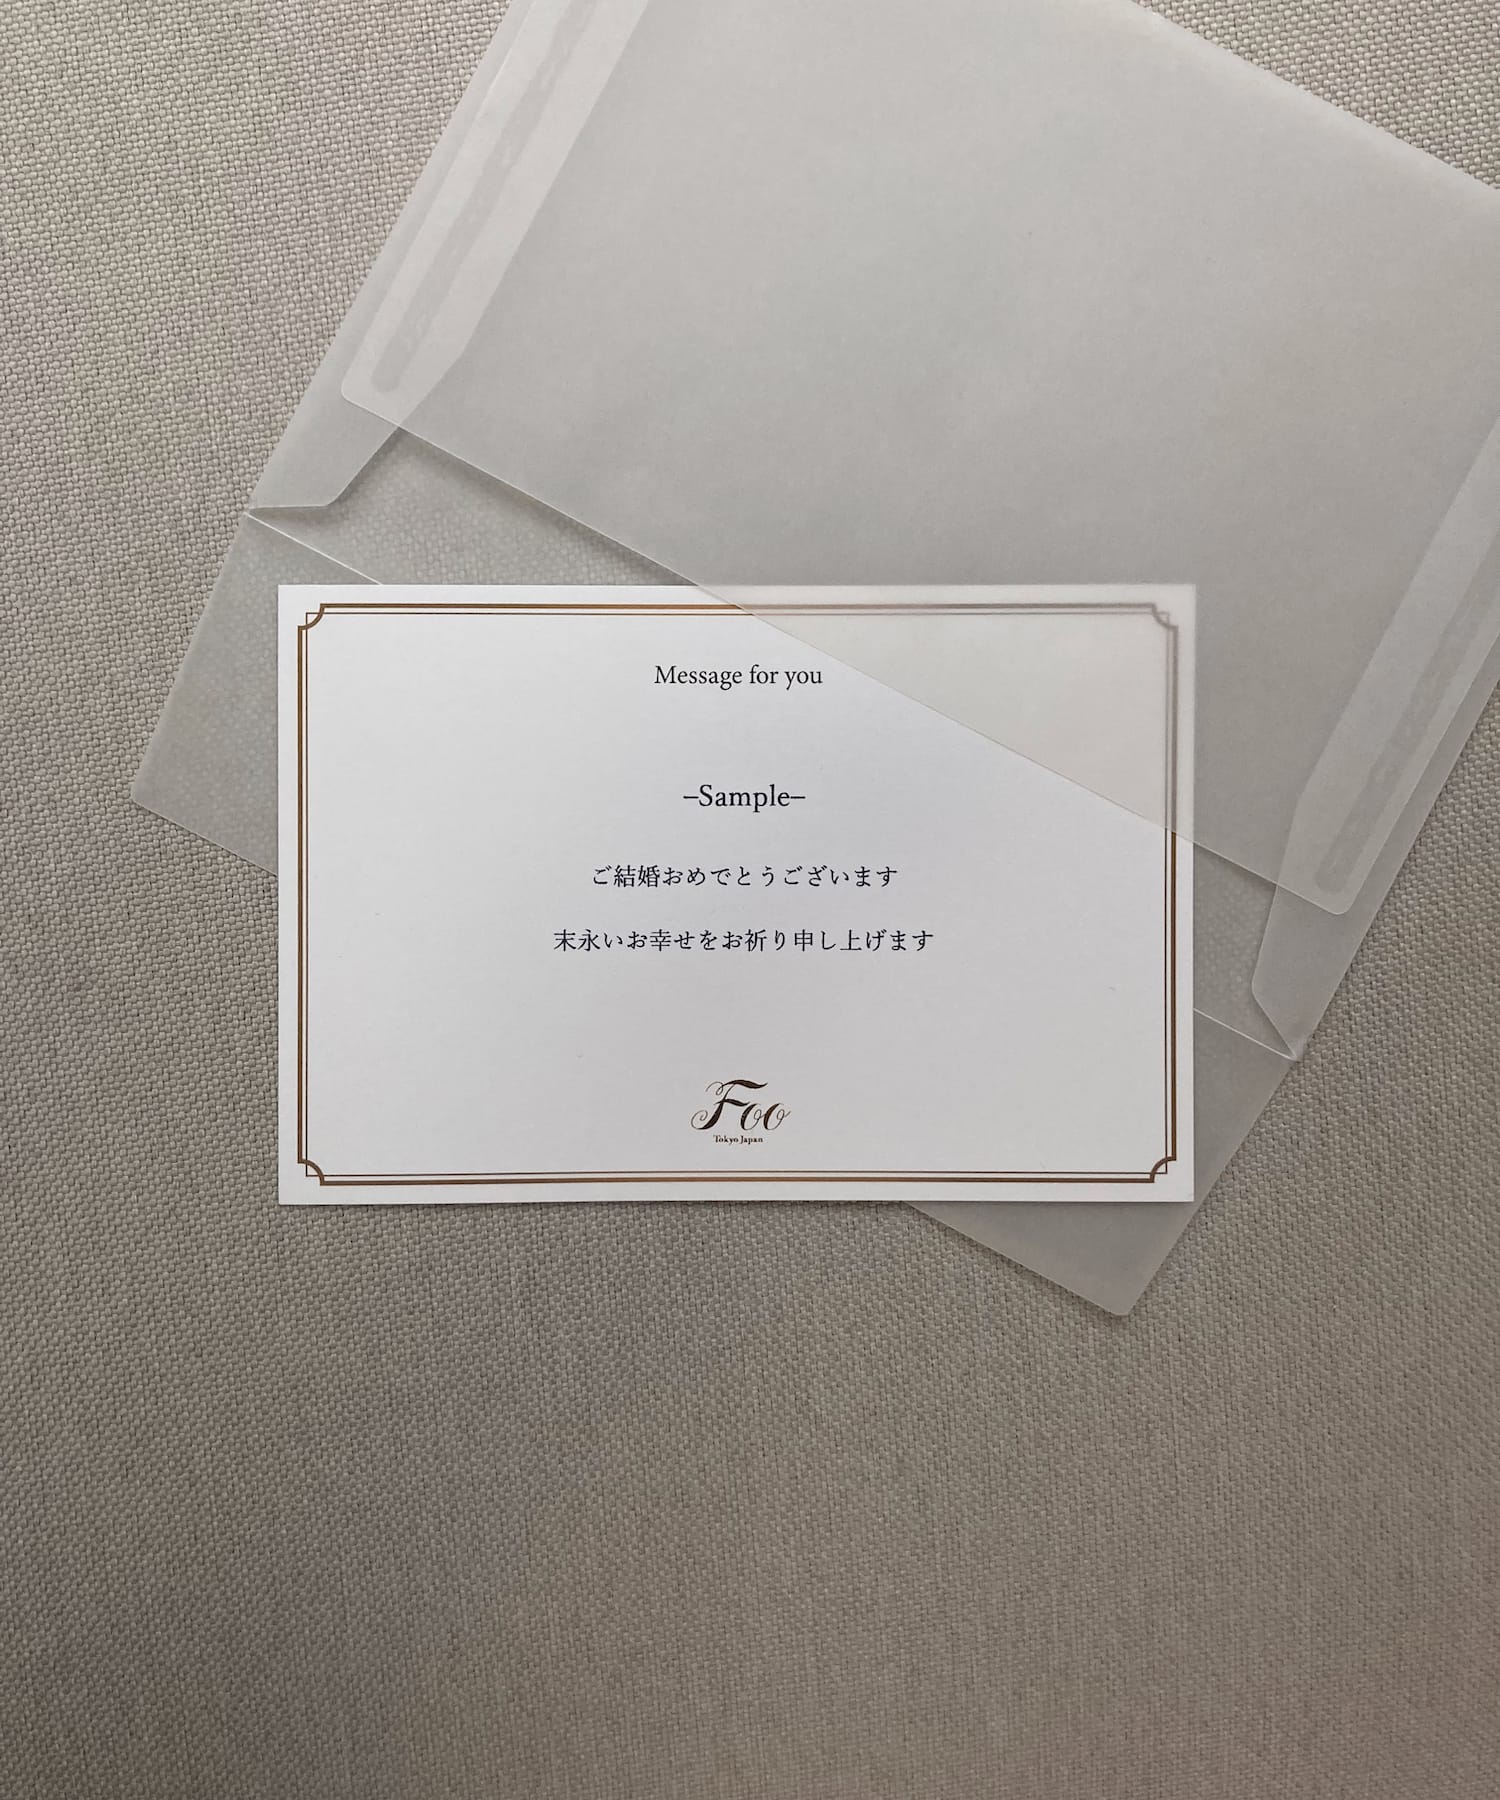 Message for you
–Sample–
ご結婚おめでとうございます
末永いお幸せをお祈り申し上げます
Foo
Tokyo Japan